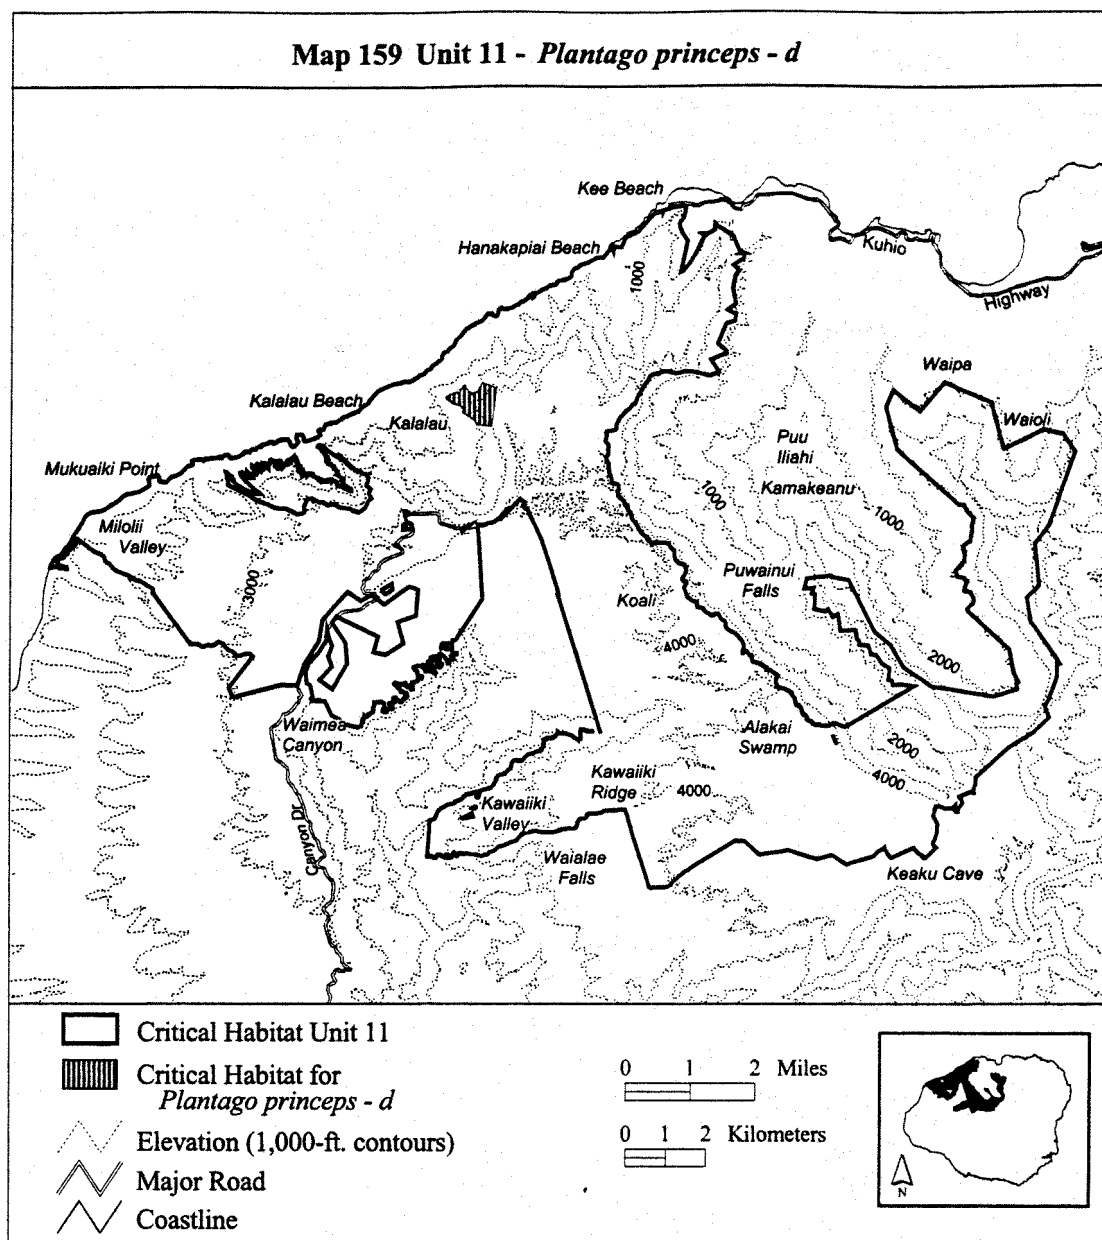 Map 159 Unit 11 - Plantago princeps - d
Kee Beach
Hanakapiai Beach
Kuhio
Highway
1000
Waipa
Kalalau Beach
Kalalau
Waioli
Puu
Iliahi
Mukuaiki Point
Kamakeanu
1000
1000
Milolii
Valley
3000
Puwainui
Falls
Koali
4000
2000
Waimea
Canyon
Alakai
Swamp
2000
4000
Kawaiiki
Ridge
4000
Kawaiiki
Valley
Canyon Dr
Waialae
Falls
Keaku Cave
Critical Habitat Unit 11
Critical Habitat for
Plantago princeps - d
Elevation (1,000-ft. contours)
Major Road
Coastline
0 1 2 Miles
0 1 2 Kilometers
N